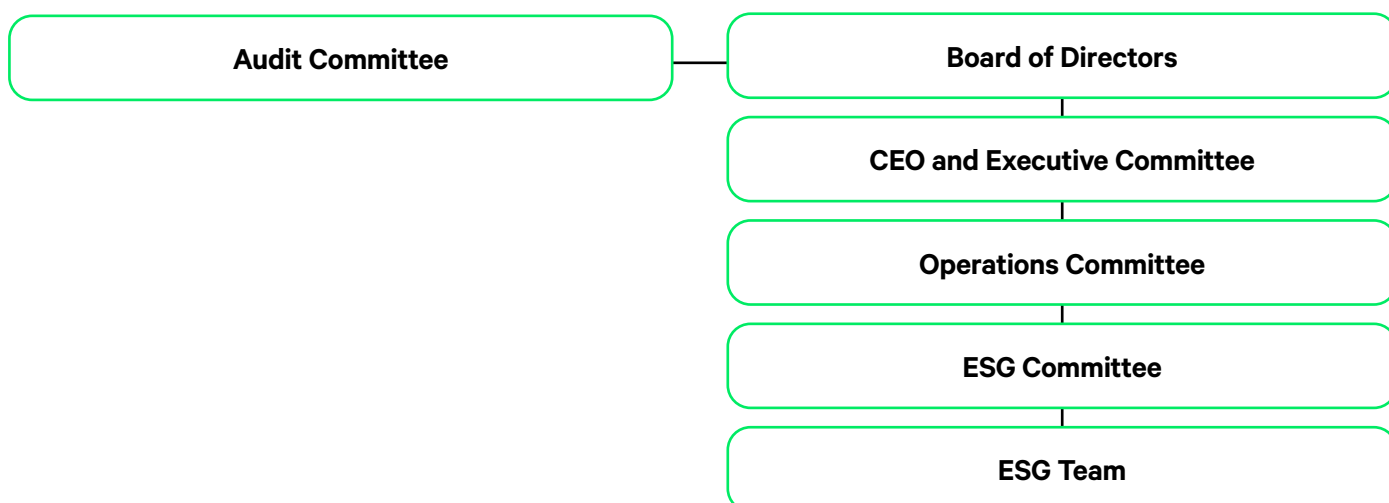 Audit Committee
Board of Directors
CEO and Executive Committee
Operations Committee
ESG Committee
ESG Team